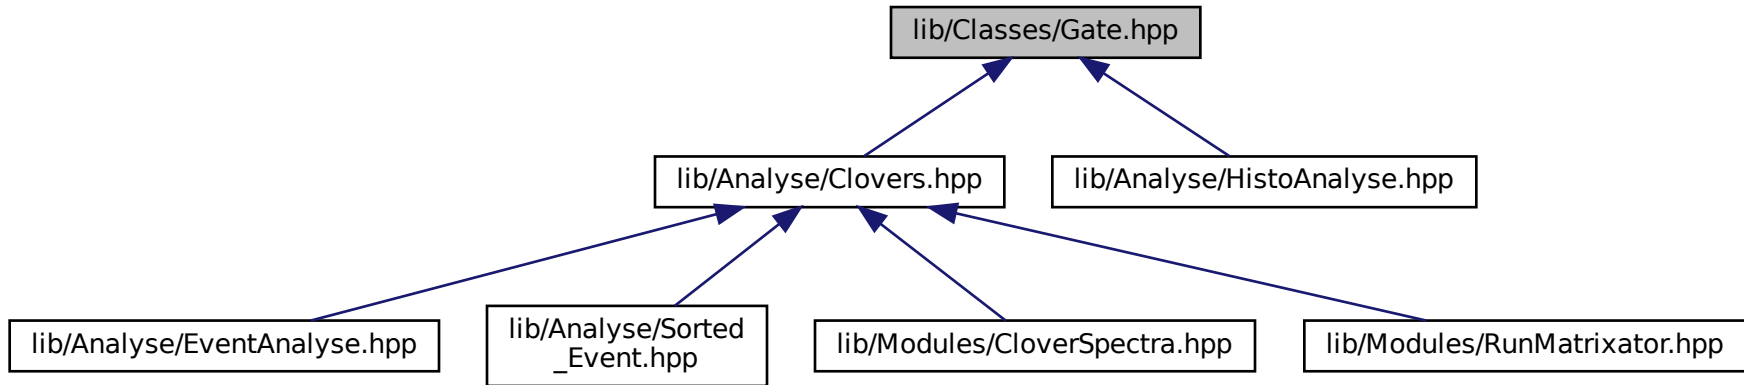 lib/Classes/Gate.hpp
lib/Analyse/Clovers.hpp
lib/Analyse/HistoAnalyse.hpp
lib/Analyse/EventAnalyse.hpp
lib/Analyse/Sorted
_Event.hpp
lib/Modules/CloverSpectra.hpp
lib/Modules/RunMatrixator.hpp